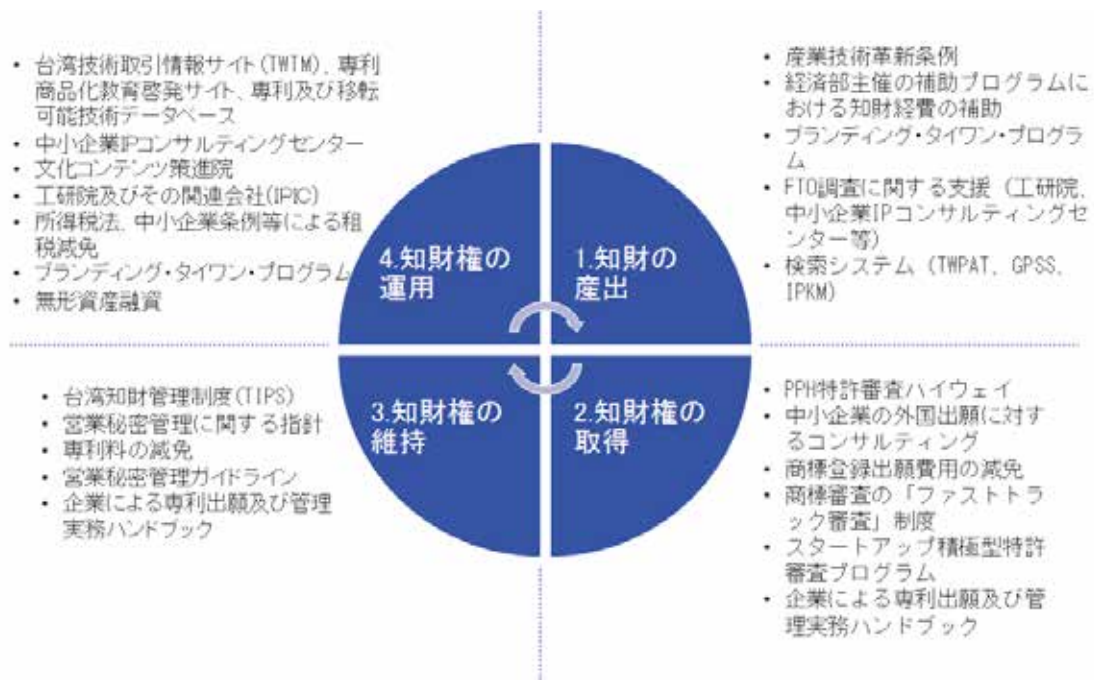 • 台湾技術取引情報サイト(TWTM)、専利
商品化教育啓発サイト、専利及び移転
可能技術データベース
• 中小企業IPコンサルティングセンター
• 文化コンテンツ策進院
• 工研院及びその関連会社(IPIC)
• 所得税法、中小企業条例等による租
税減免
• ブランディング・タイワン・プログラム
• 無形資産融資
• 産業技術革新条例
• 経済部主催の補助プログラムに
おける知財経費の補助
• ブランディング・タイワン・プログラ
ム
• FTO調査に関する支援（工研院、
中小企業IPコンサルティングセ
ンター等）
• 検索システム（TWPAT、GPSS、
IPKM）
4.知財権の
運用
1.知財の
産出
3.知財権の
維持
2.知財権の
取得
• 台湾知財管理制度(TIPS)
• 営業秘密管理に関する指針
• 専利料の減免
• 営業秘密管理ガイドライン
• 企業による専利出願及び管理
実務ハンドブック
• PPH特許審査ハイウェイ
• 中小企業の外国出願に対す
るコンサルティング
• 商標登録出願費用の減免
• 商標審査の「ファストトラ
ック審査」制度
• スタートアップ積極型特許
審査プログラム
• 企業による専利出願及び管
理実務ハンドブック